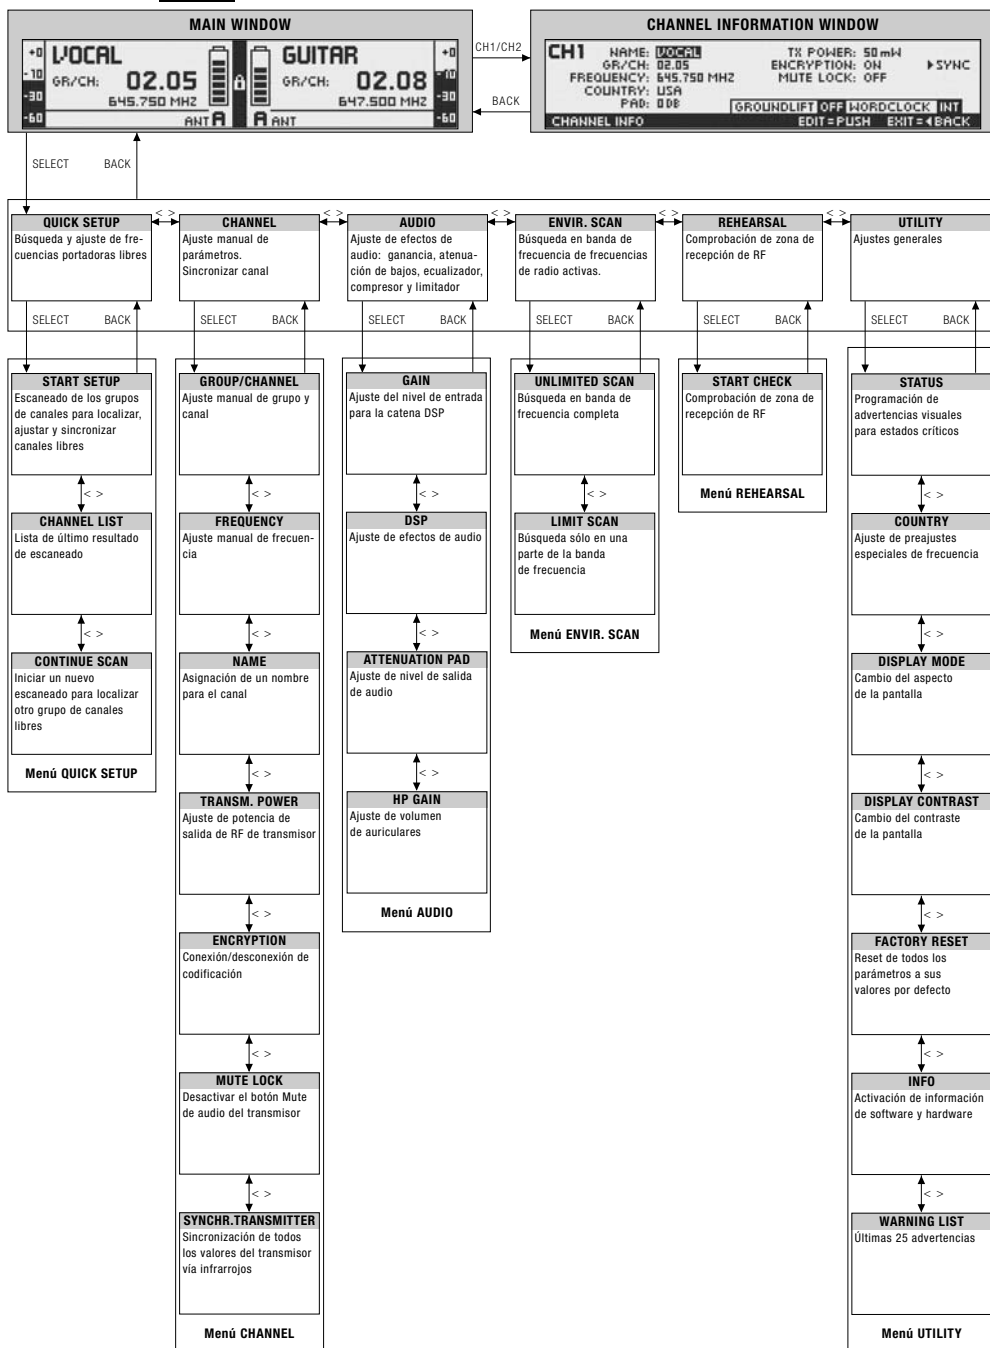 MAIN WINDOW
+0 VOCAL
-10 GR/CH: 02.05
-30 645.750 MHZ
-60 ANT A
GUITAR +0
GR/CH: 02.08 -10
647.500 MHZ -30
A ANT -60
CH1/CH2
BACK
CHANNEL INFORMATION WINDOW
CH1 NAME: VOCAL TX POWER: 50 mW
GR/CH: 02.05 ENCRYPTION: ON ▶SYNC
FREQUENCY: 645.750 MHZ MUTE LOCK: OFF
COUNTRY: USA
PAD: 0 DB GROUNDLIFT OFF WORDCLOCK INT
CHANNEL INFO EDIT=PUSH EXIT=◀BACK
SELECT BACK
QUICK SETUP
Búsqueda y ajuste de fre-
cuencias portadoras libres
< >
CHANNEL
Ajuste manual de
parámetros.
Sincronizar canal
< >
AUDIO
Ajuste de efectos de
audio: ganancia, atenua-
ción de bajos, ecualizador,
compresor y limitador
< >
ENVIR. SCAN
Búsqueda en banda de
frecuencia de frecuencias
de radio activas.
< >
REHEARSAL
Comprobación de zona de
recepción de RF
< >
UTILITY
Ajustes generales
SELECT BACK
SELECT BACK
SELECT BACK
SELECT BACK
SELECT BACK
SELECT BACK
START SETUP
Escaneado de los grupos
de canales para localizar,
ajustar y sincronizar
canales libres
< >
CHANNEL LIST
Lista de último resultado
de escaneado
< >
CONTINUE SCAN
Iniciar un nuevo
escaneado para localizar
otro grupo de canales
libres
Menú QUICK SETUP
GROUP/CHANNEL
Ajuste manual de grupo y
canal
< >
FREQUENCY
Ajuste manual de frecuen-
cia
< >
NAME
Asignación de un nombre
para el canal
< >
TRANSM. POWER
Ajuste de potencia de
salida de RF de transmisor
< >
ENCRYPTION
Conexión/desconexión de
codificación
< >
MUTE LOCK
Desactivar el botón Mute
de audio del transmisor
< >
SYNCHR.TRANSMITTER
Sincronización de todos
los valores del transmisor
vía infrarrojos
Menú CHANNEL
GAIN
Ajuste del nivel de entrada
para la catena DSP
< >
DSP
Ajuste de efectos de audio
< >
ATTENUATION PAD
Ajuste de nivel de salida
de audio
< >
HP GAIN
Ajuste de volumen
de auriculares
Menú AUDIO
UNLIMITED SCAN
Búsqueda en banda de
frecuencia completa
< >
LIMIT SCAN
Búsqueda sólo en una
parte de la banda
de frecuencia
Menú ENVIR. SCAN
START CHECK
Comprobación de zona de
recepción de RF
Menú REHEARSAL
STATUS
Programación de
advertencias visuales
para estados críticos
< >
COUNTRY
Ajuste de preajustes
especiales de frecuencia
< >
DISPLAY MODE
Cambio del aspecto
de la pantalla
< >
DISPLAY CONTRAST
Cambio del contraste
de la pantalla
< >
FACTORY RESET
Reset de todos los
parámetros a sus
valores por defecto
< >
INFO
Activación de información
de software y hardware
< >
WARNING LIST
Últimas 25 advertencias
Menú UTILITY